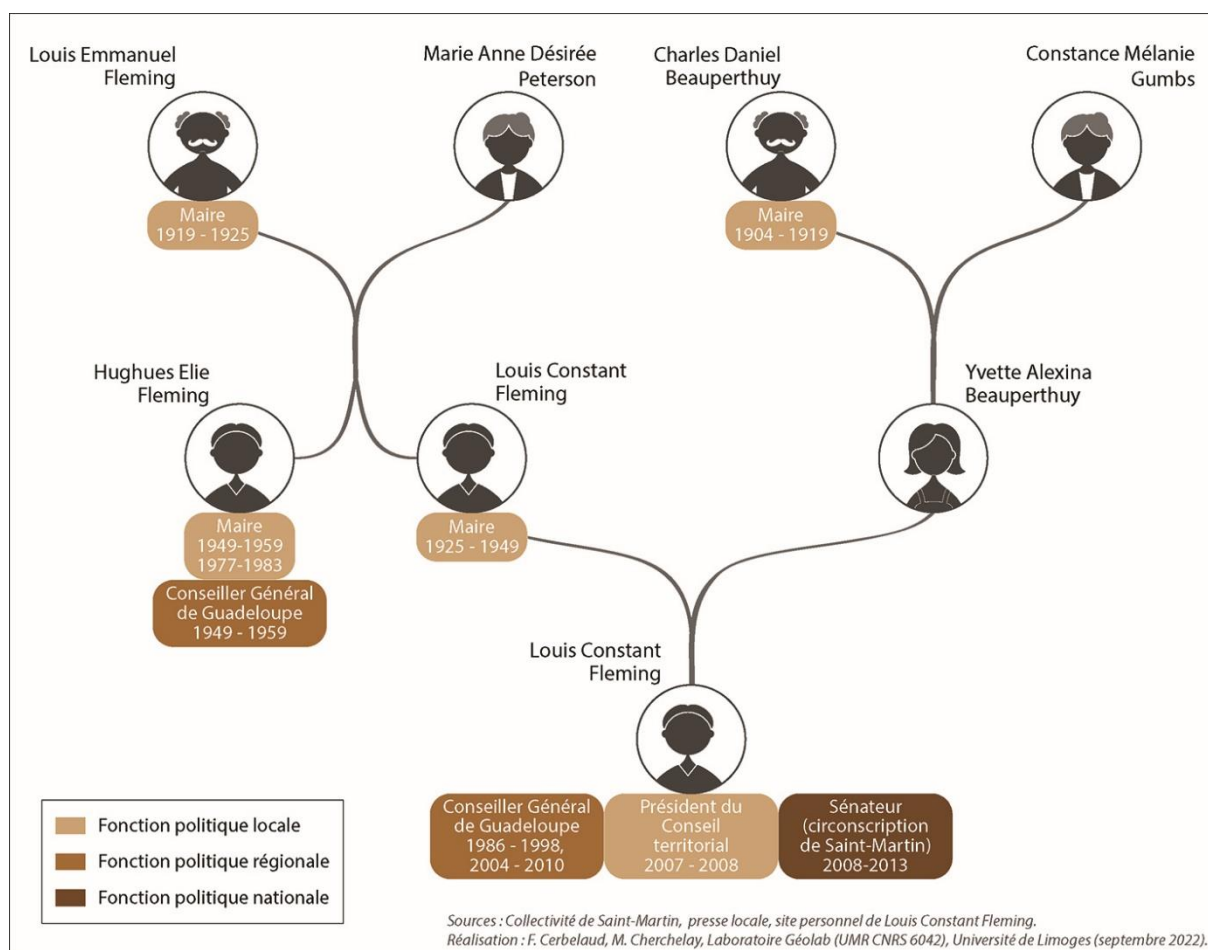 Louis Emmanuel
Fleming
Marie Anne Désirée
Peterson
Charles Daniel
Beauperthuy
Constance Mélanie
Gumbs
Maire
1919 - 1925
Maire
1904 - 1919
Hughues Elie
Fleming
Louis Constant
Fleming
Yvette Alexina
Beauperthuy
Maire
1949-1959
1977-1983
Conseiller Général
de Guadeloupe
1949 - 1959
Maire
1925 - 1949
Louis Constant
Fleming
Conseiller Général
de Guadeloupe
1986 - 1998,
2004 - 2010
Président du
Conseil
territorial
2007 - 2008
Sénateur
(circonscription
de Saint-Martin)
2008-2013
Fonction politique locale
Fonction politique régionale
Fonction politique nationale
Sources : Collectivité de Saint-Martin, presse locale, site personnel de Louis Constant Fleming.
Réalisation : F. Cerbelaud, M. Cherchelay, Laboratoire Géolab (UMR CNRS 6042), Université de Limoges (septembre 2022).